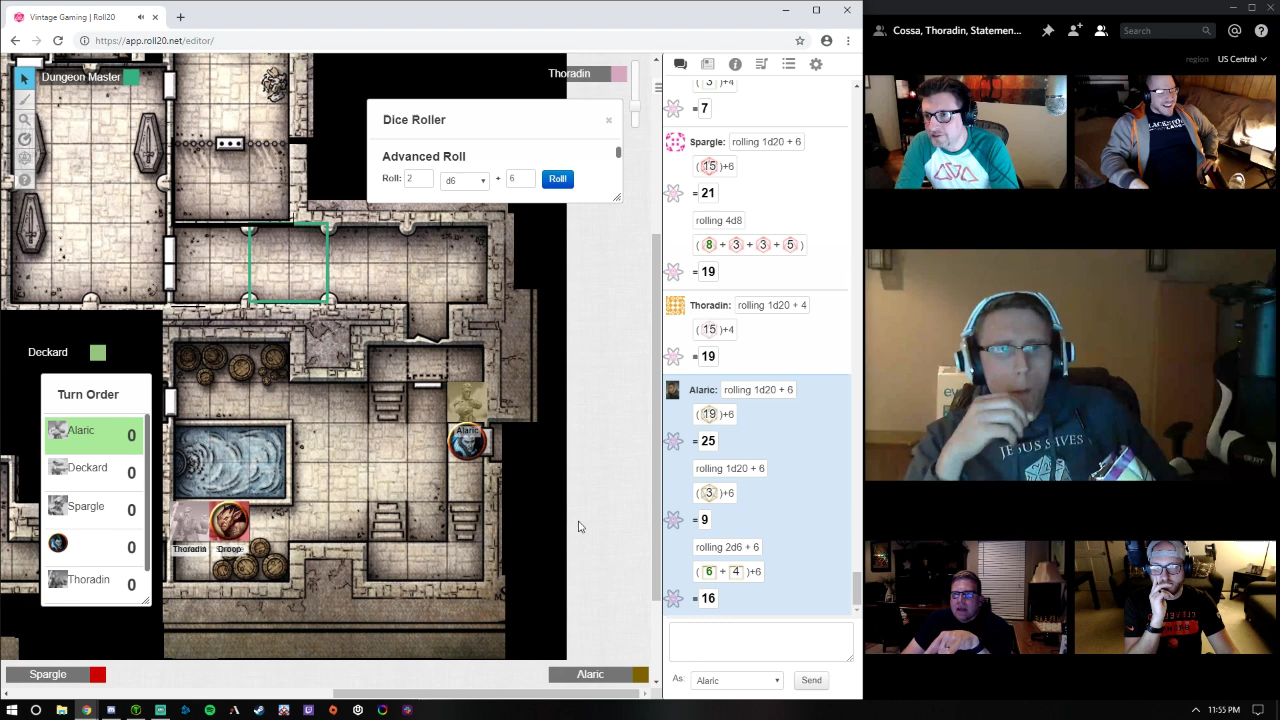 Vintage Gaming | Roll20
https://app.roll20.net/editor/
Dungeon Master
Thoradin
Dice Roller
Advanced Roll
Roll: 2 d6 + 6 Roll!
Deckard
Turn Order
Alaric 0
Deckard 0
Spargle 0
0
Thoradin 0
Alaric
Thoradin Droop
Spargle
Alaric
( 3 )+4
= 7
Spargle: rolling 1d20 + 6
(15)+6
= 21
rolling 4d8
( 8 + 3 + 3 + 5 )
= 19
Thoradin: rolling 1d20 + 4
(15)+4
= 19
Alaric: rolling 1d20 + 6
(19)+6
= 25
rolling 1d20 + 6
( 3 )+6
= 9
rolling 2d6 + 6
( 6 + 4 )+6
= 16
As: Alaric Send
Cossa, Thoradin, Statemen...
Search
region US Central
JESUS SAVES
11:55 PM